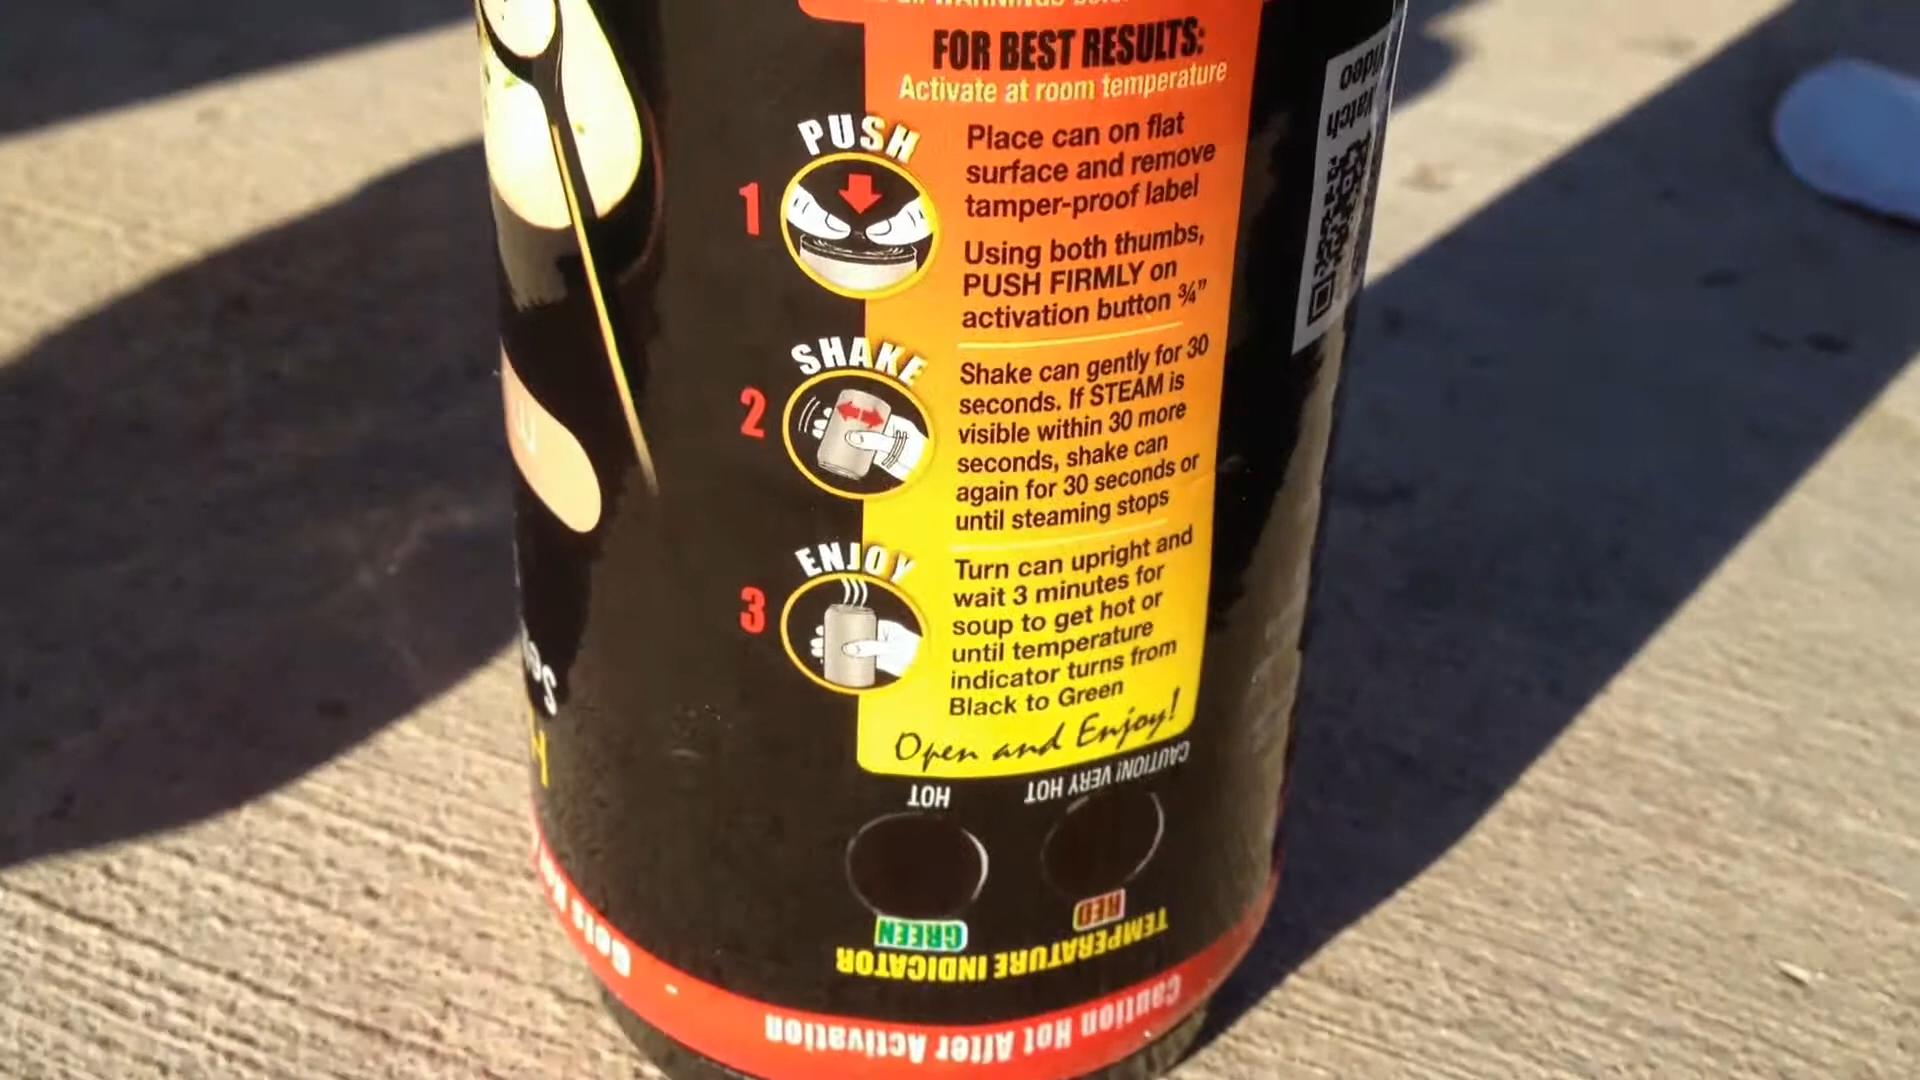 FOR BEST RESULTS:
Activate at room temperature
PUSH
1
Place can on flat
surface and remove
tamper-proof label
Using both thumbs,
PUSH FIRMLY on
activation button ¾"
SHAKE
2
Shake can gently for 30
seconds. If STEAM is
visible within 30 more
seconds, shake can
again for 30 seconds or
until steaming stops
ENJOY
3
Turn can upright and
wait 3 minutes for
soup to get hot or
until temperature
indicator turns from
Black to Green
Open and Enjoy!
Watch
Video
TEMPERATURE INDICATOR
RED
GREEN
CAUTION! VERY HOT
HOT
Caution Hot After Activation